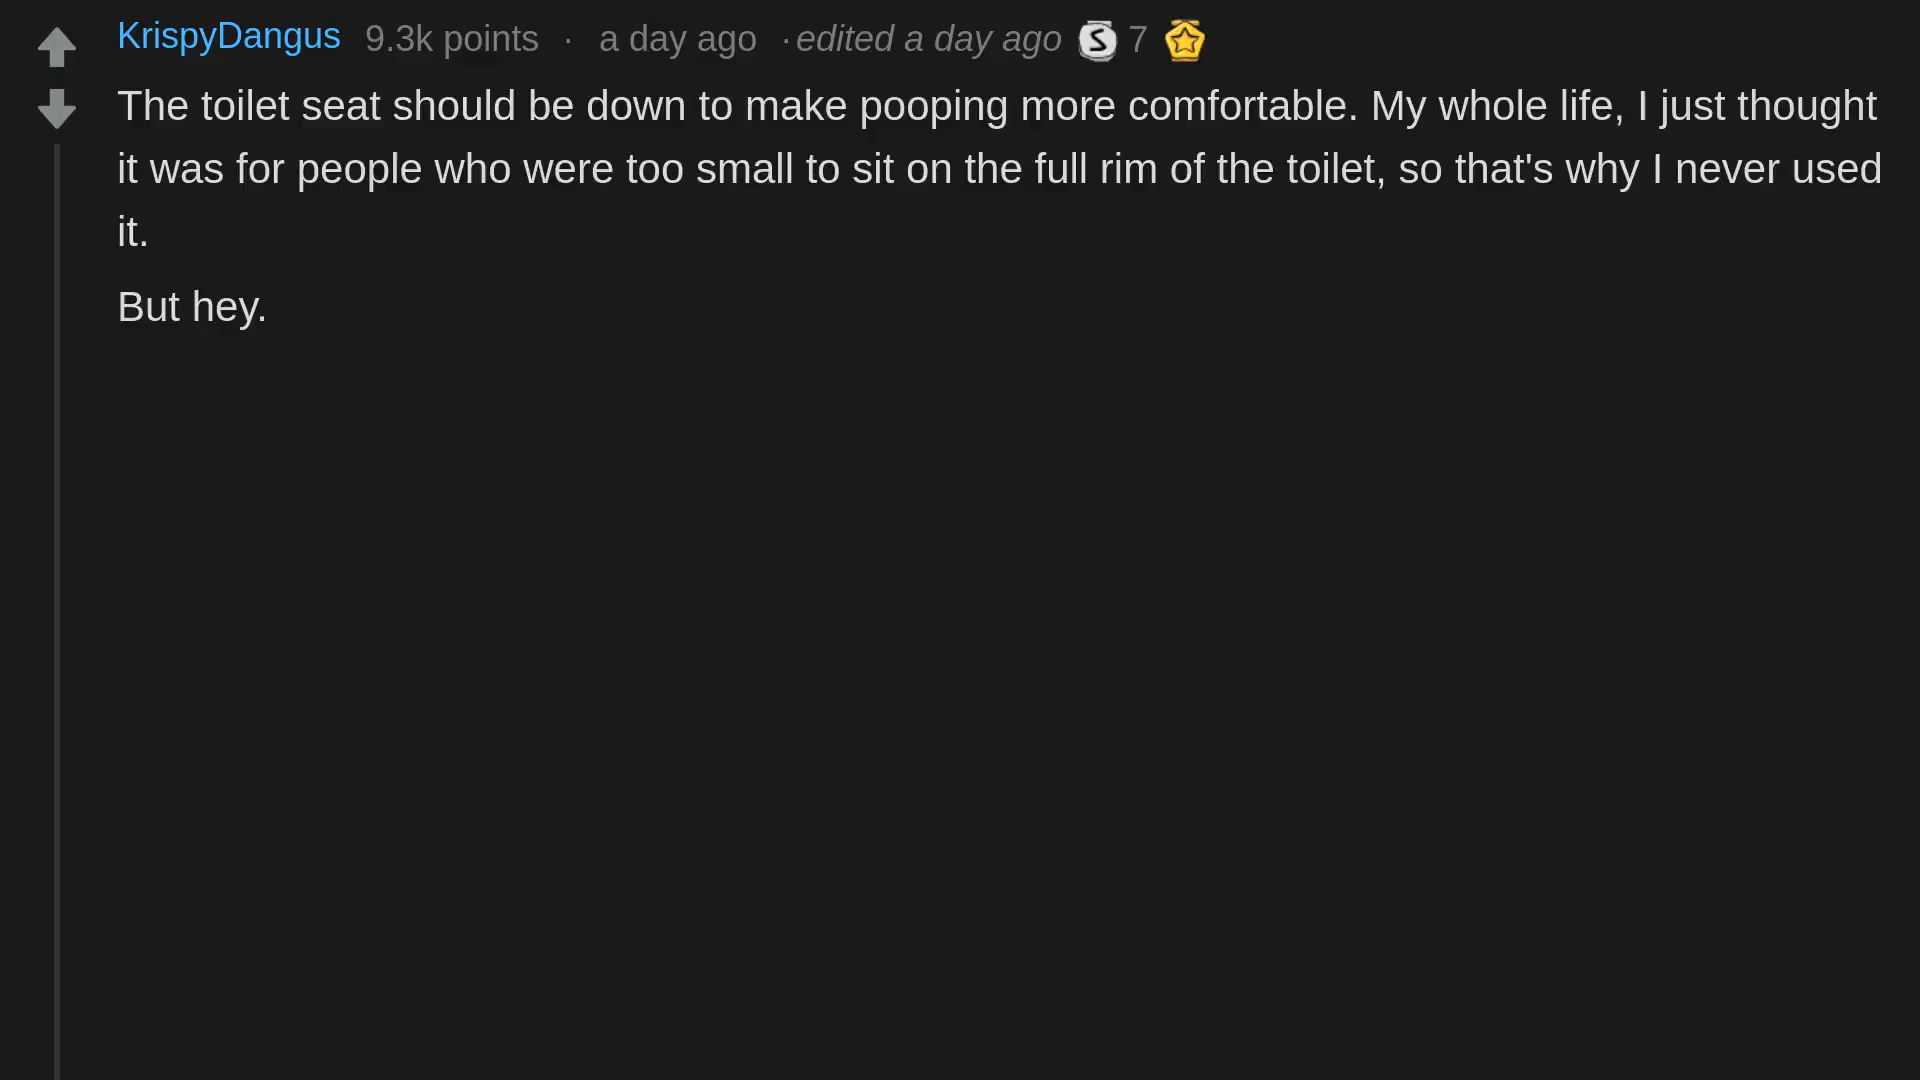 KrispyDangus 9.3k points · a day ago · edited a day ago S 7
The toilet seat should be down to make pooping more comfortable. My whole life, I just thought
it was for people who were too small to sit on the full rim of the toilet, so that's why I never used
it.
But hey.